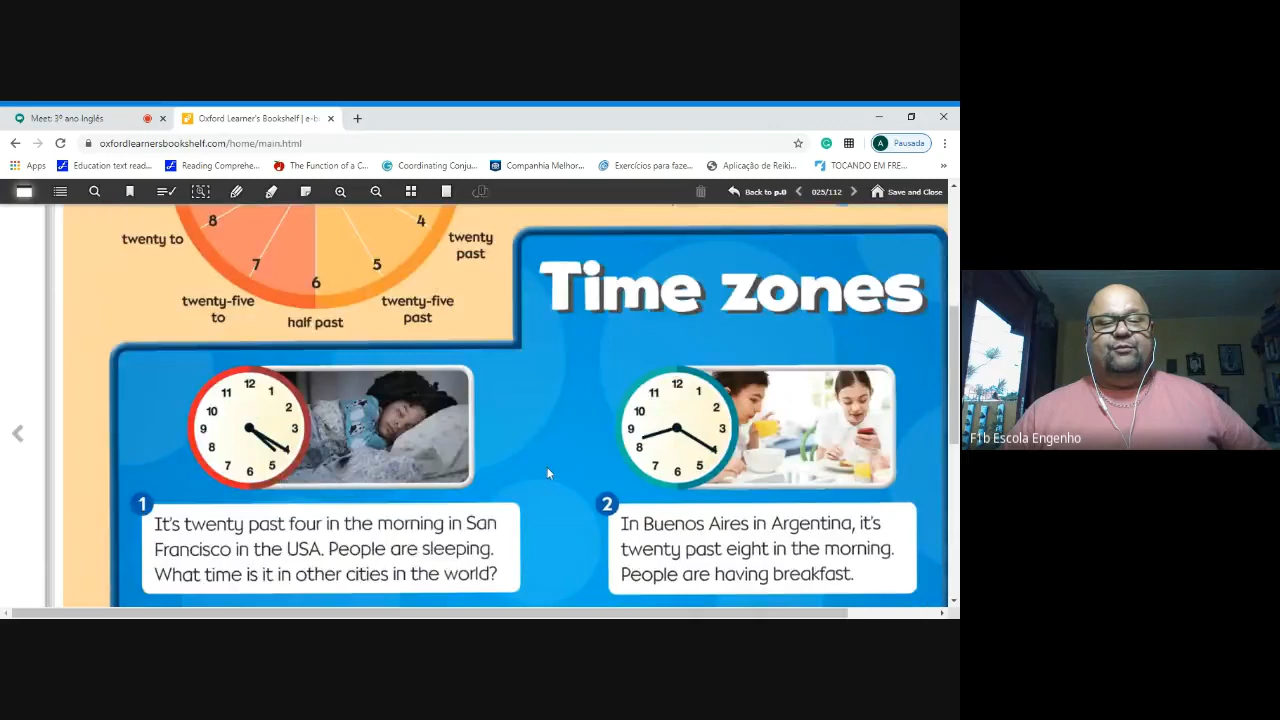 Meet: 3º ano-Inglés
Oxford Learner's Bookshelf | e-b
oxfordlearnersbookshelf.com/home/main.html
Pausada
A
Apps
Education text read...
Reading Comprehe...
The Function of a C...
Coordinating Conju...
Companhia Melhor...
Exercícios para faze...
Aplicação de Reiki...
TOCANDO EM FRE...
Back to p.0
025/112
Save and Close
8
4
twenty to
twenty
past
7
5
6
twenty-five
to
half past
twenty-five
past
Time zones
12
1
2
3
4
5
6
7
8
9
10
11
12
1
2
3
5
6
7
8
9
10
11
1
It's twenty past four in the morning in San
Francisco in the USA. People are sleeping.
What time is it in other cities in the world?
2
In Buenos Aires in Argentina, it's
twenty past eight in the morning.
People are having breakfast.
F1b Escola Engenho